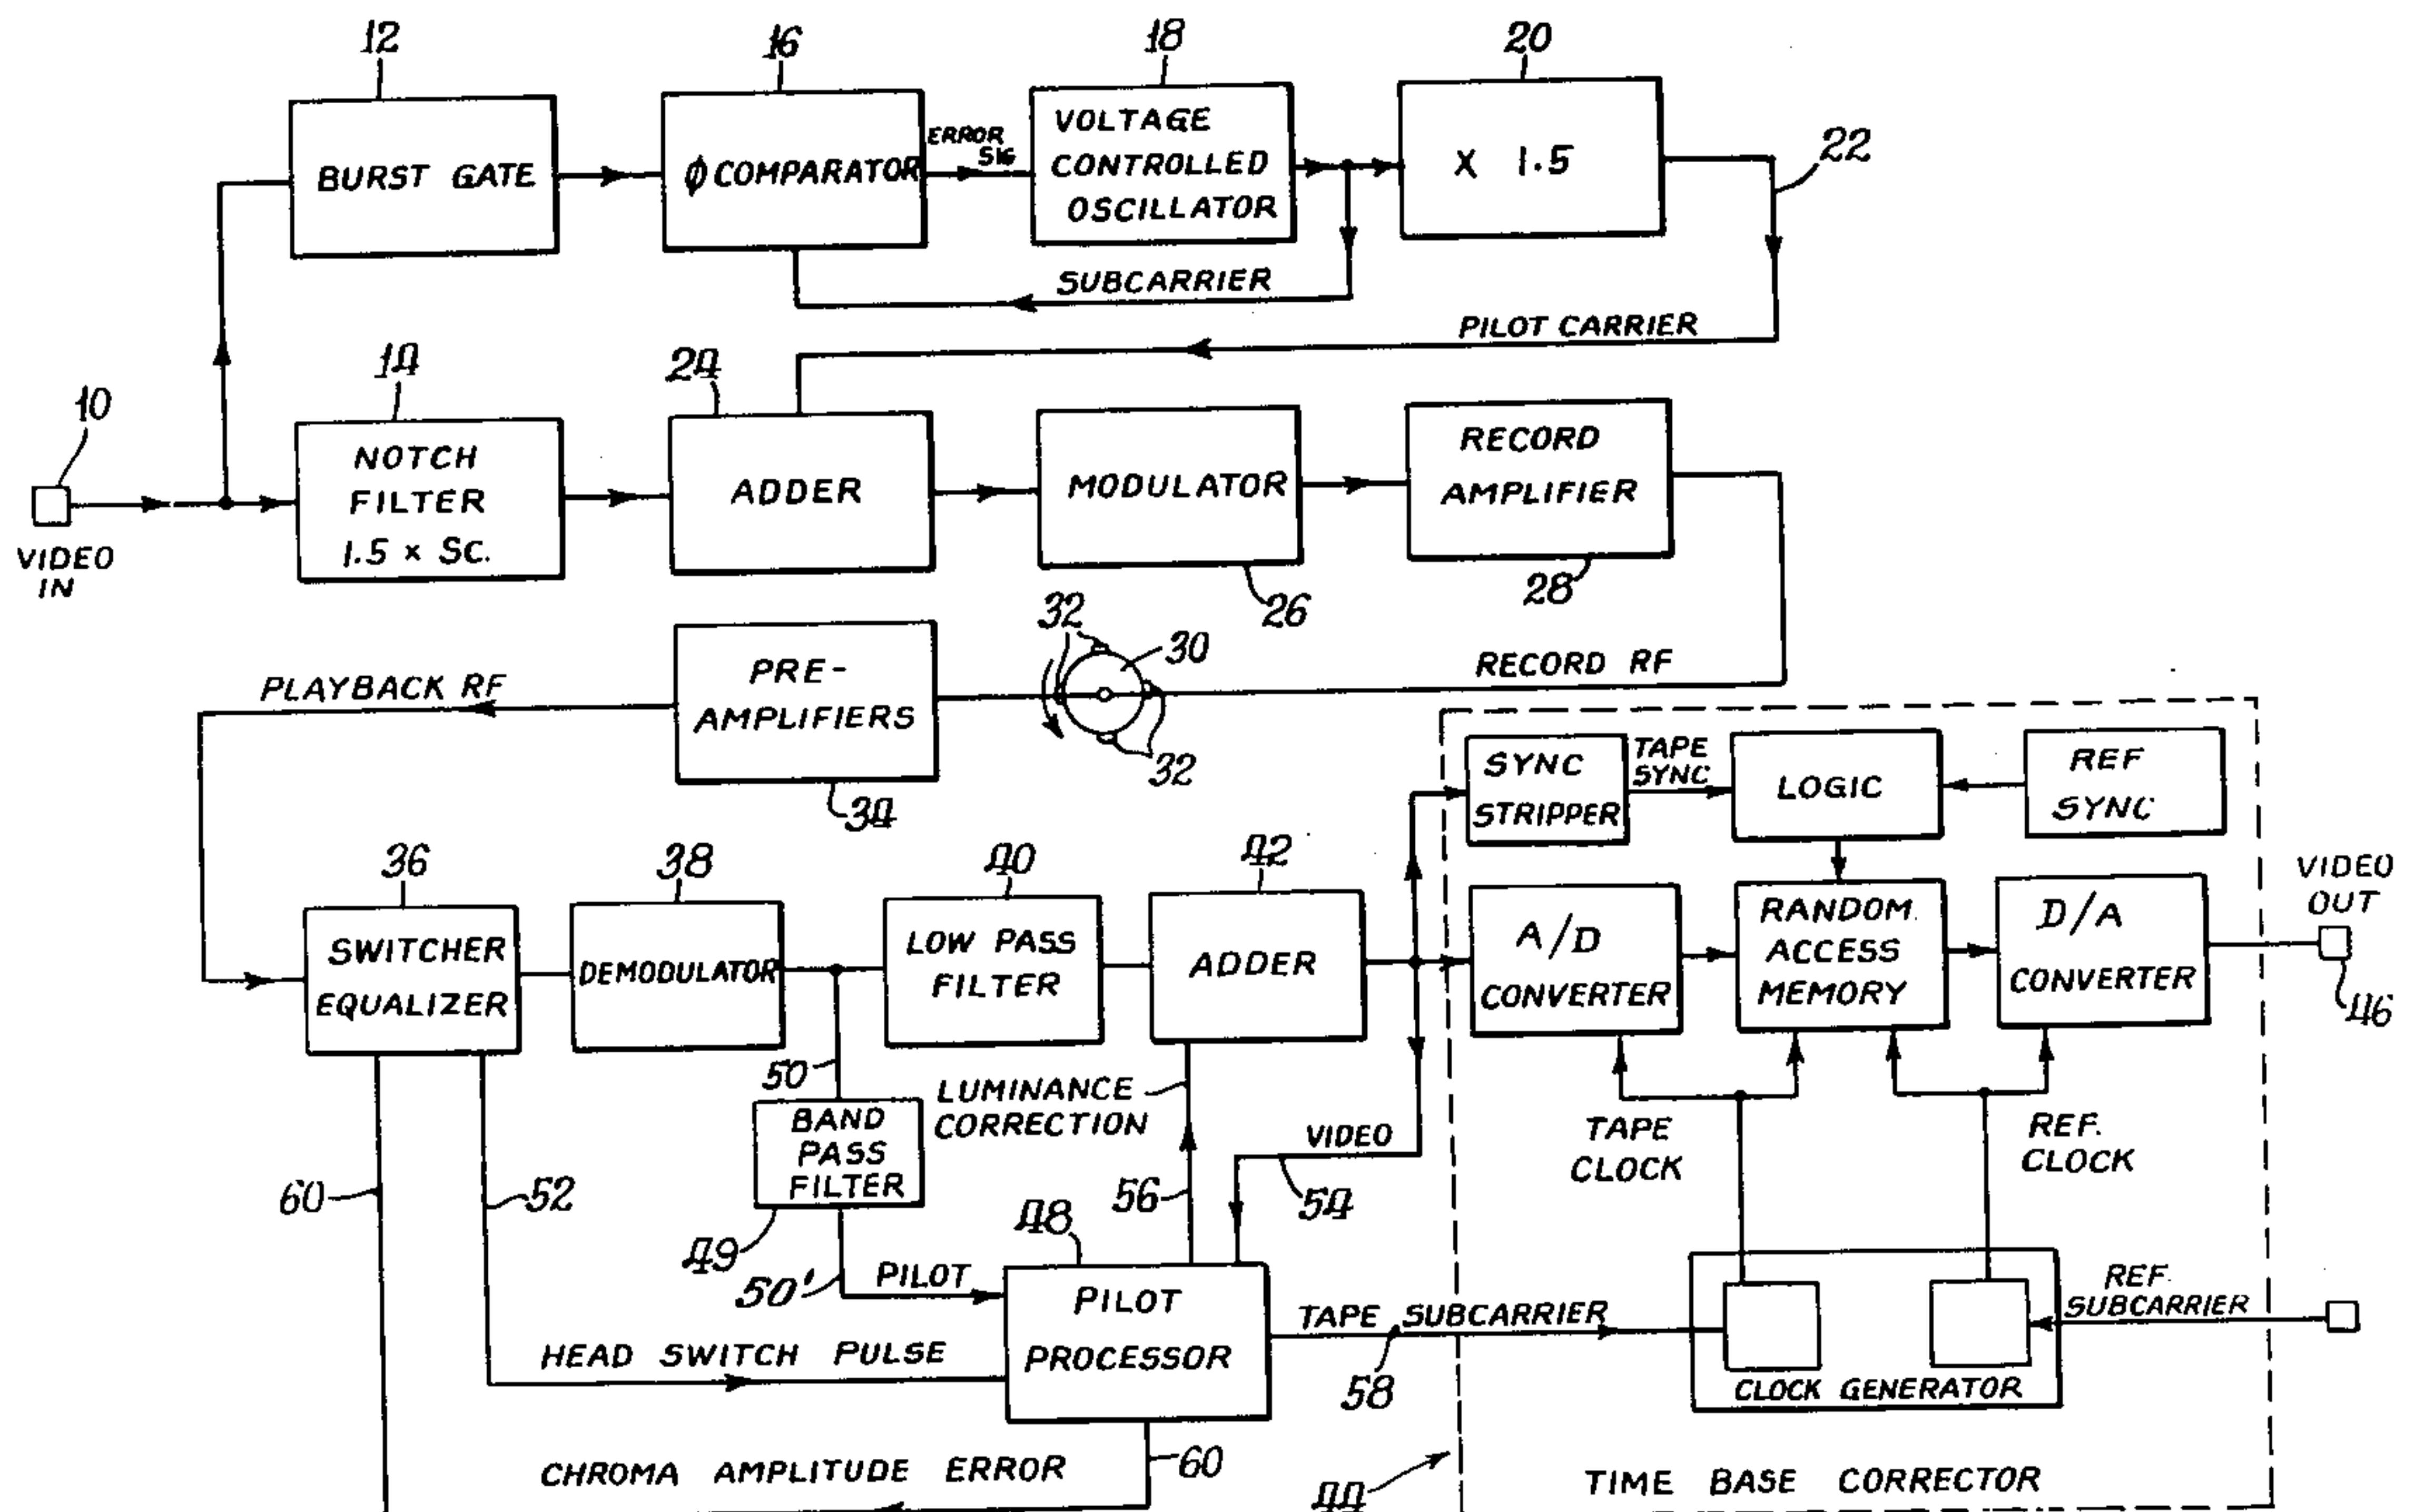 12
16
18
20
BURST GATE
ϕ COMPARATOR
ERROR
SIG
VOLTAGE
CONTROLLED
OSCILLATOR
X 1.5
22
SUBCARRIER
PILOT CARRIER
10
14
24
VIDEO
IN
NOTCH
FILTER
1.5 × SC.
ADDER
MODULATOR
RECORD
AMPLIFIER
26
28
32
30
RECORD RF
PLAYBACK RF
PRE-
AMPLIFIERS
32
34
SYNC
STRIPPER
TAPE
SYNC
LOGIC
REF
SYNC
36
38
40
42
SWITCHER
EQUALIZER
DEMODULATOR
LOW PASS
FILTER
ADDER
A/D
CONVERTER
RANDOM
ACCESS
MEMORY
D/A
CONVERTER
VIDEO
OUT
46
50
LUMINANCE
CORRECTION
BAND
PASS
FILTER
VIDEO
TAPE
CLOCK
REF.
CLOCK
60
52
49
56
54
48
50'
PILOT
PILOT
PROCESSOR
TAPE SUBCARRIER
REF.
SUBCARRIER
HEAD SWITCH PULSE
58
CLOCK GENERATOR
CHROMA AMPLITUDE ERROR
60
44
TIME BASE CORRECTOR